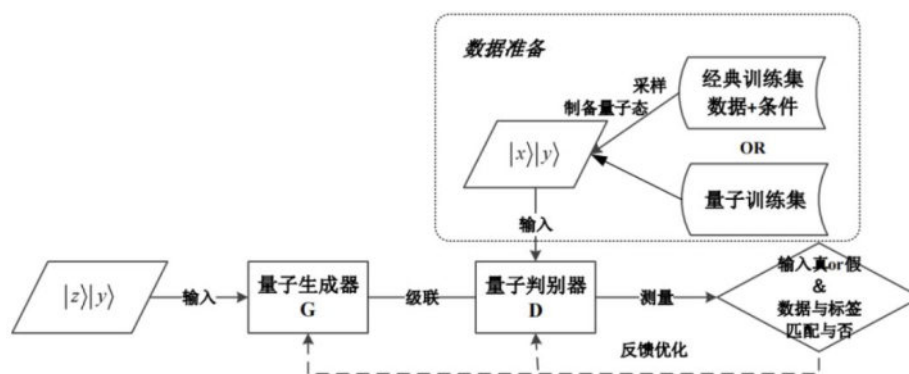 数据准备
采样
制备量子态
经典训练集
数据+条件
OR
量子训练集
|x⟩|y⟩
输入
|z⟩|y⟩
输入
量子生成器
G
级联
量子判别器
D
测量
输入真or假
&
数据与标签
匹配与否
反馈优化